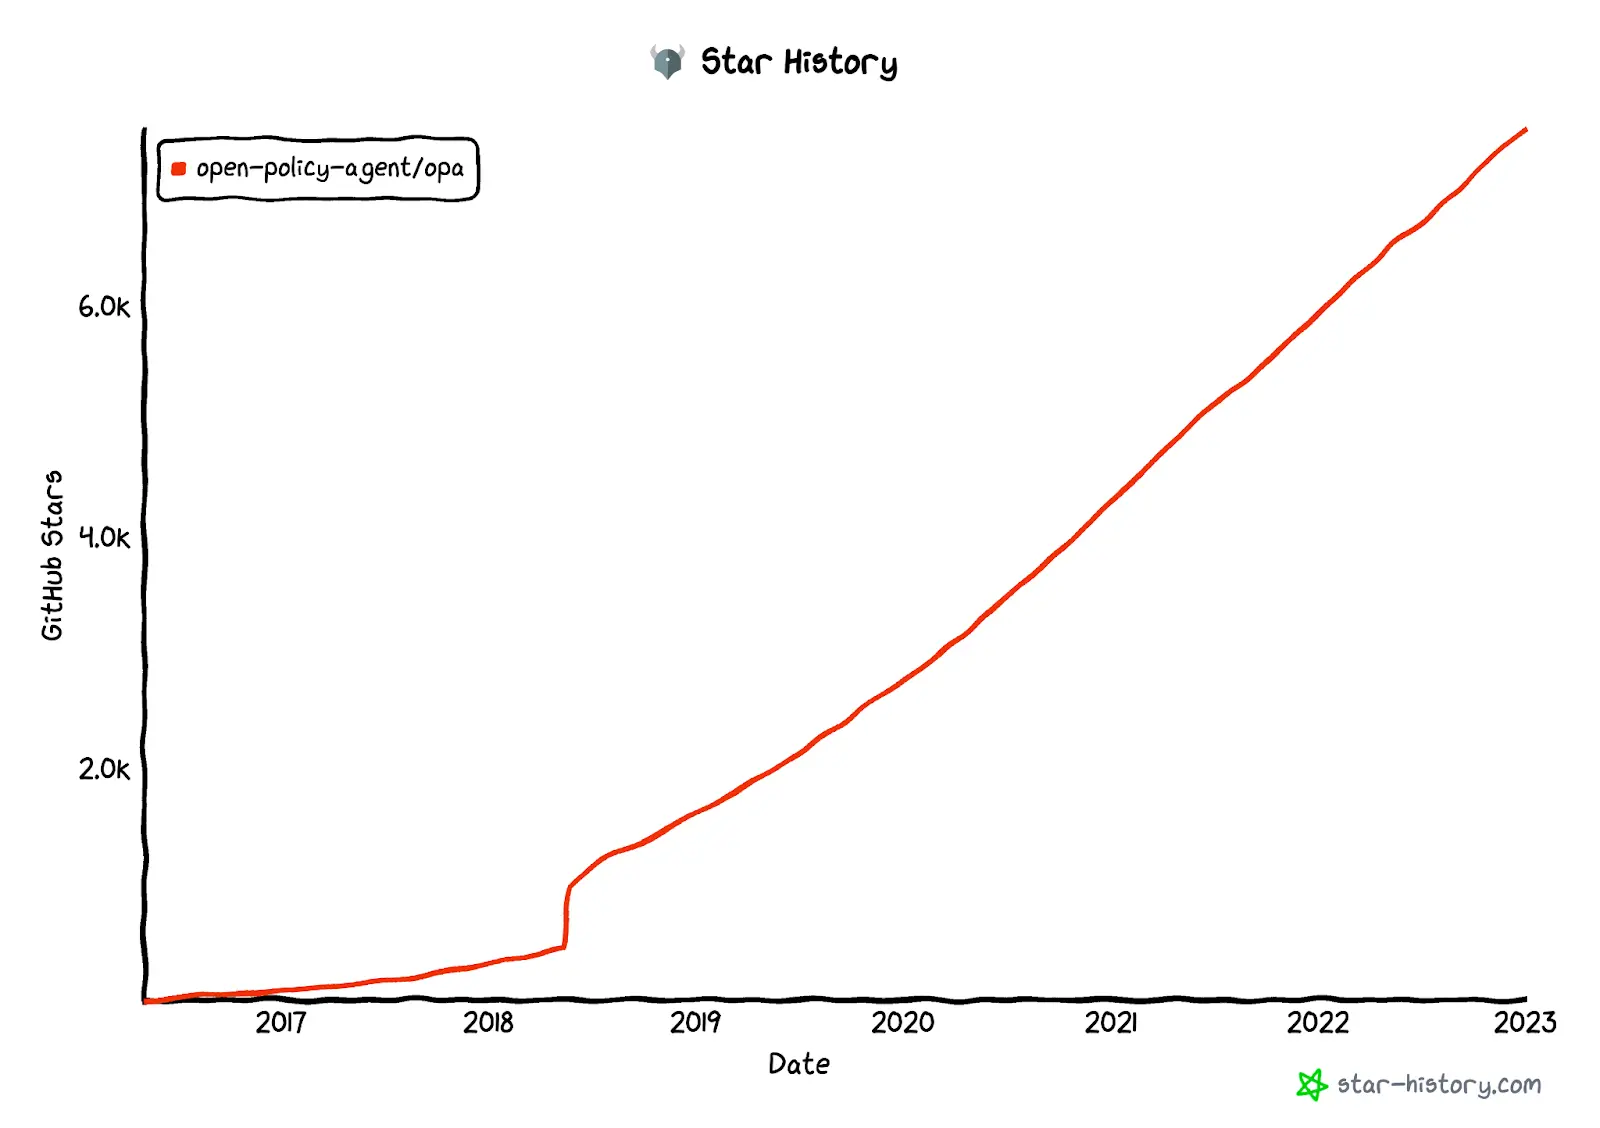 Star History
open-policy-agent/opa
6.0K
4.0K
2.0K
GitHub Stars
2017 2018 2019 2020 2021 2022 2023
Date
star-history.com